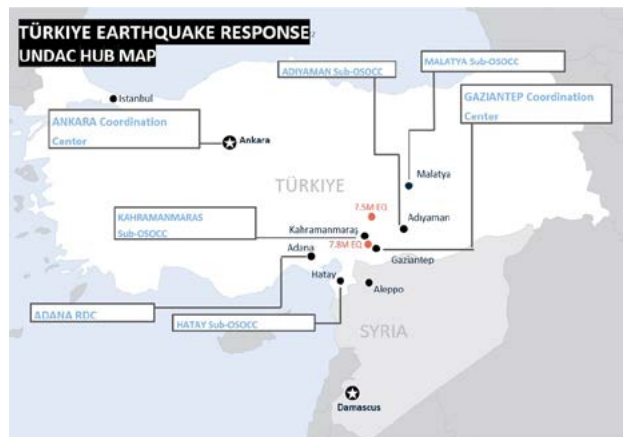 TÜRKIYE EARTHQUAKE RESPONSE
UNDAC HUB MAP
ADIYAMAN Sub-OSOCC
MALATYA Sub-OSOCC
GAZIANTEP Coordination
Center
Istanbul
ANKARA Coordination
Center
Ankara
Malatya
TÜRKIYE
7.5M EQ
KAHRAMANMARAS
Sub-OSOCC
Kahramanmaraş
Adıyaman
7.8M EQ
Adana
Gaziantep
Hatay
Aleppo
ADANA RDC
HATAY Sub-OSOCC
SYRIA
Damascus